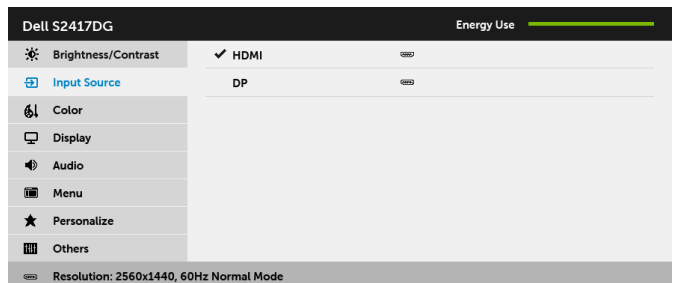 Dell S2417DG Energy Use
Brightness/Contrast ✔ HDMI
Input Source DP
Color
Display
Audio
Menu
Personalize
Others
Resolution: 2560x1440, 60Hz Normal Mode